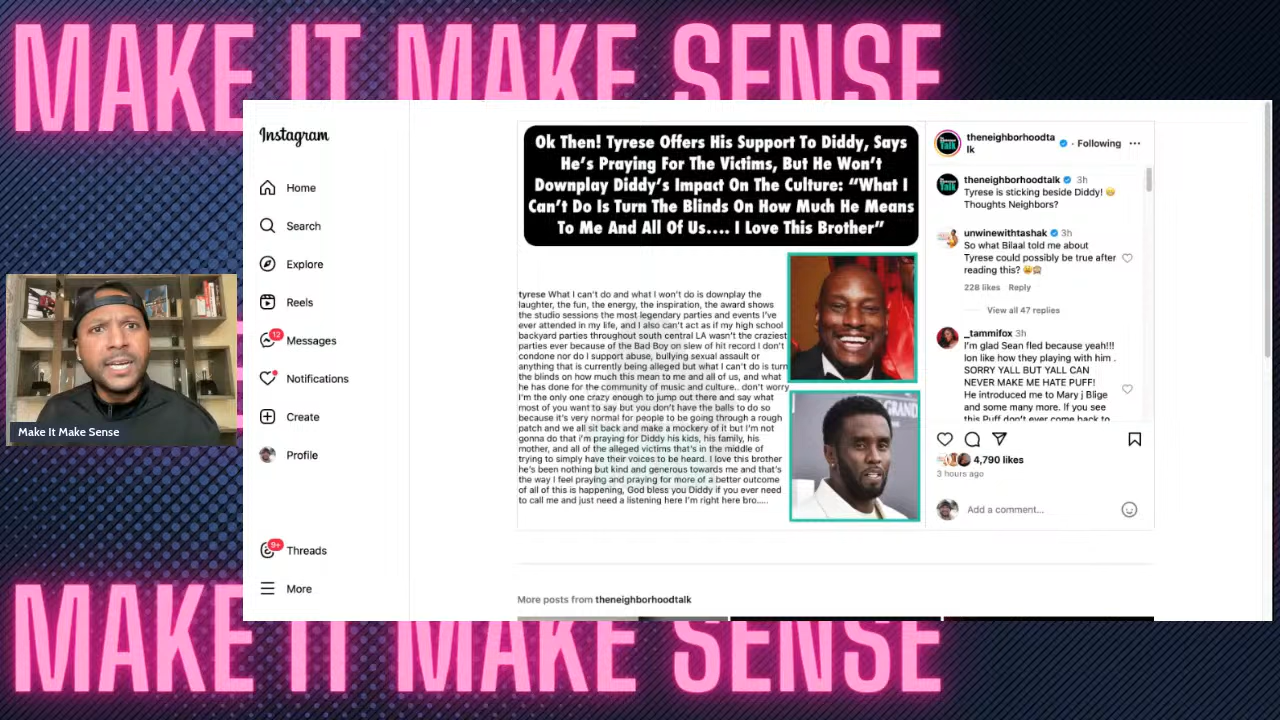 MAKE IT MAKE SENSE
Instagram
Home
Search
Explore
Reels
12
Messages
Notifications
Create
Profile
9+
Threads
More
Make It Make Sense
Ok Then! Tyrese Offers His Support To Diddy, Says
He's Praying For The Victims, But He Won't
Downplay Diddy's Impact On The Culture: "What I
Can't Do Is Turn The Blinds On How Much He Means
To Me And All Of Us.... I Love This Brother"
tyrese What I can't do and what I won't do is downplay the
laughter, the fun, the energy, the inspiration, the award shows
the studio sessions the most legendary parties and events I've
ever attended in my life, and I also can't act as if my high school
backyard parties throughout south central LA wasn't the craziest
parties ever because of the Bad Boy on slew of hit record I don't
condone nor do i support abuse, bullying sexual assault or
anything that is currently being alleged but what I can't do is turn
the blinds on how much this mean to me and all of us, and what
he has done for the community of music and culture.. don't worry
I'm the only one crazy enough to jump out there and say what
most of you want to say but you don't have the balls to do so
because it's very normal for people to be going through a rough
patch and we all sit back and make a mockery of it but I'm not
gonna do that i'm praying for Diddy his kids, his family, his
mother, and all of the alleged victims that's in the middle of
trying to simply have their voices to be heard. I love this brother
he's been nothing but kind and generous towards me and that's
the way I feel praying and praying for more of a better outcome
of all of this is happening, God bless you Diddy if you ever need
to call me and just need a listening here I'm right here bro.....
GRAND
theneighborhoodta
lk · Following
theneighborhoodtalk 3h
Tyrese is sticking beside Diddy!
Thoughts Neighbors?
unwinewithtashak 3h
So what Bilaal told me about
Tyrese could possibly be true after
reading this?
228 likes Reply
View all 47 replies
_tammifox 3h
I'm glad Sean fled because yeah!!!
Ion like how they playing with him .
SORRY YALL BUT YALL CAN
NEVER MAKE ME HATE PUFF!
He introduced me to Mary j Blige
and some many more. If you see
this Puff don't ever come back to
4,790 likes
3 hours ago
Add a comment...
More posts from theneighborhoodtalk
MAKE IT MAKE SENSE